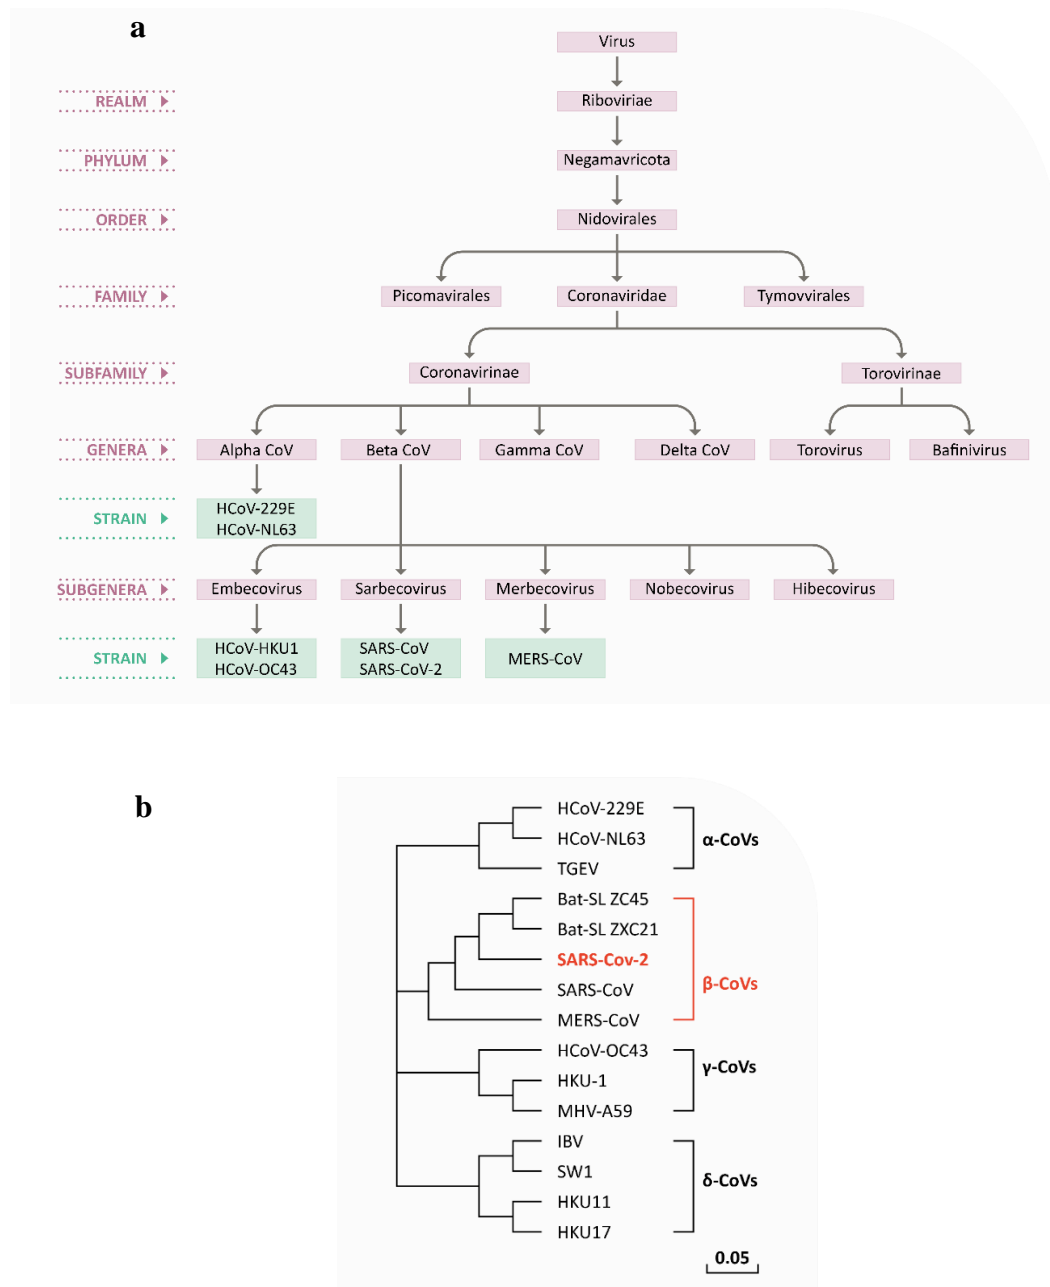 a
Virus
REALM
Riboviriae
PHYLUM
Negamavricota
ORDER
Nidovirales
FAMILY
Picomavirales
Coronaviridae
Tymovvirales
SUBFAMILY
Coronavirinae
Torovirinae
GENERA
Alpha CoV
Beta CoV
Gamma CoV
Delta CoV
Torovirus
Bafinivirus
STRAIN
HCoV-229E
HCoV-NL63
SUBGENERA
Embecovirus
Sarbecovirus
Merbecovirus
Nobecovirus
Hibecovirus
STRAIN
HCoV-HKU1
HCoV-OC43
SARS-CoV
SARS-CoV-2
MERS-CoV
b
HCoV-229E
HCoV-NL63
TGEV
α-CoVs
Bat-SL ZC45
Bat-SL ZXC21
SARS-Cov-2
SARS-CoV
MERS-CoV
β-CoVs
HCoV-OC43
HKU-1
MHV-A59
γ-CoVs
IBV
SW1
HKU11
HKU17
δ-CoVs
0.05